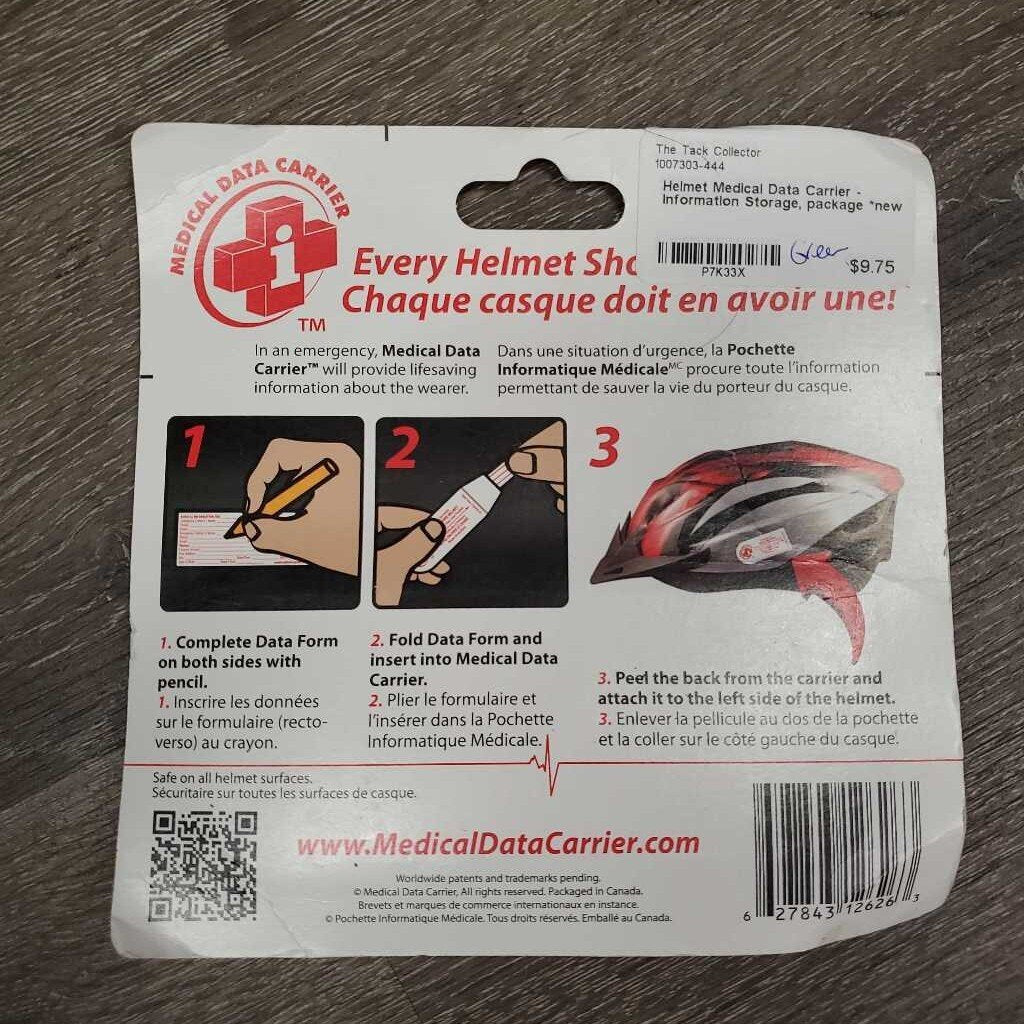 MEDICAL DATA CARRIER
i
TM
The Tack Collector
1007303-444
Helmet Medical Data Carrier -
Information Storage, package *new
P7K33X
Green
$9.75
Every Helmet
Chaque casque doit en avoir une!
In an emergency, Medical Data
Carrier™ will provide lifesaving
information about the wearer.
Dans une situation d'urgence, la Pochette
Informatique Médicale MC procure toute l'information
permettant de sauver la vie du porteur du casque.
1
2
3
1. Complete Data Form
on both sides with
pencil.
1. Inscrire les données
sur le formulaire (recto-
verso) au crayon.
2. Fold Data Form and
insert into Medical Data
Carrier.
2. Plier le formulaire et
l'insérer dans la Pochette
Informatique Médicale.
3. Peel the back from the carrier and
attach it to the left side of the helmet.
3. Enlever la pellicule au dos de la pochette
et la coller sur le côté gauche du casque.
Safe on all helmet surfaces.
Sécuritaire sur toutes les surfaces de casque.
www.MedicalDataCarrier.com
Worldwide patents and trademarks pending.
© Medical Data Carrier, All rights reserved. Packaged in Canada.
Brevets et marques de commerce internationaux en instance.
© Pochette Informatique Médicale. Tous droits réservés. Emballé au Canada.
6 27843 12626 3